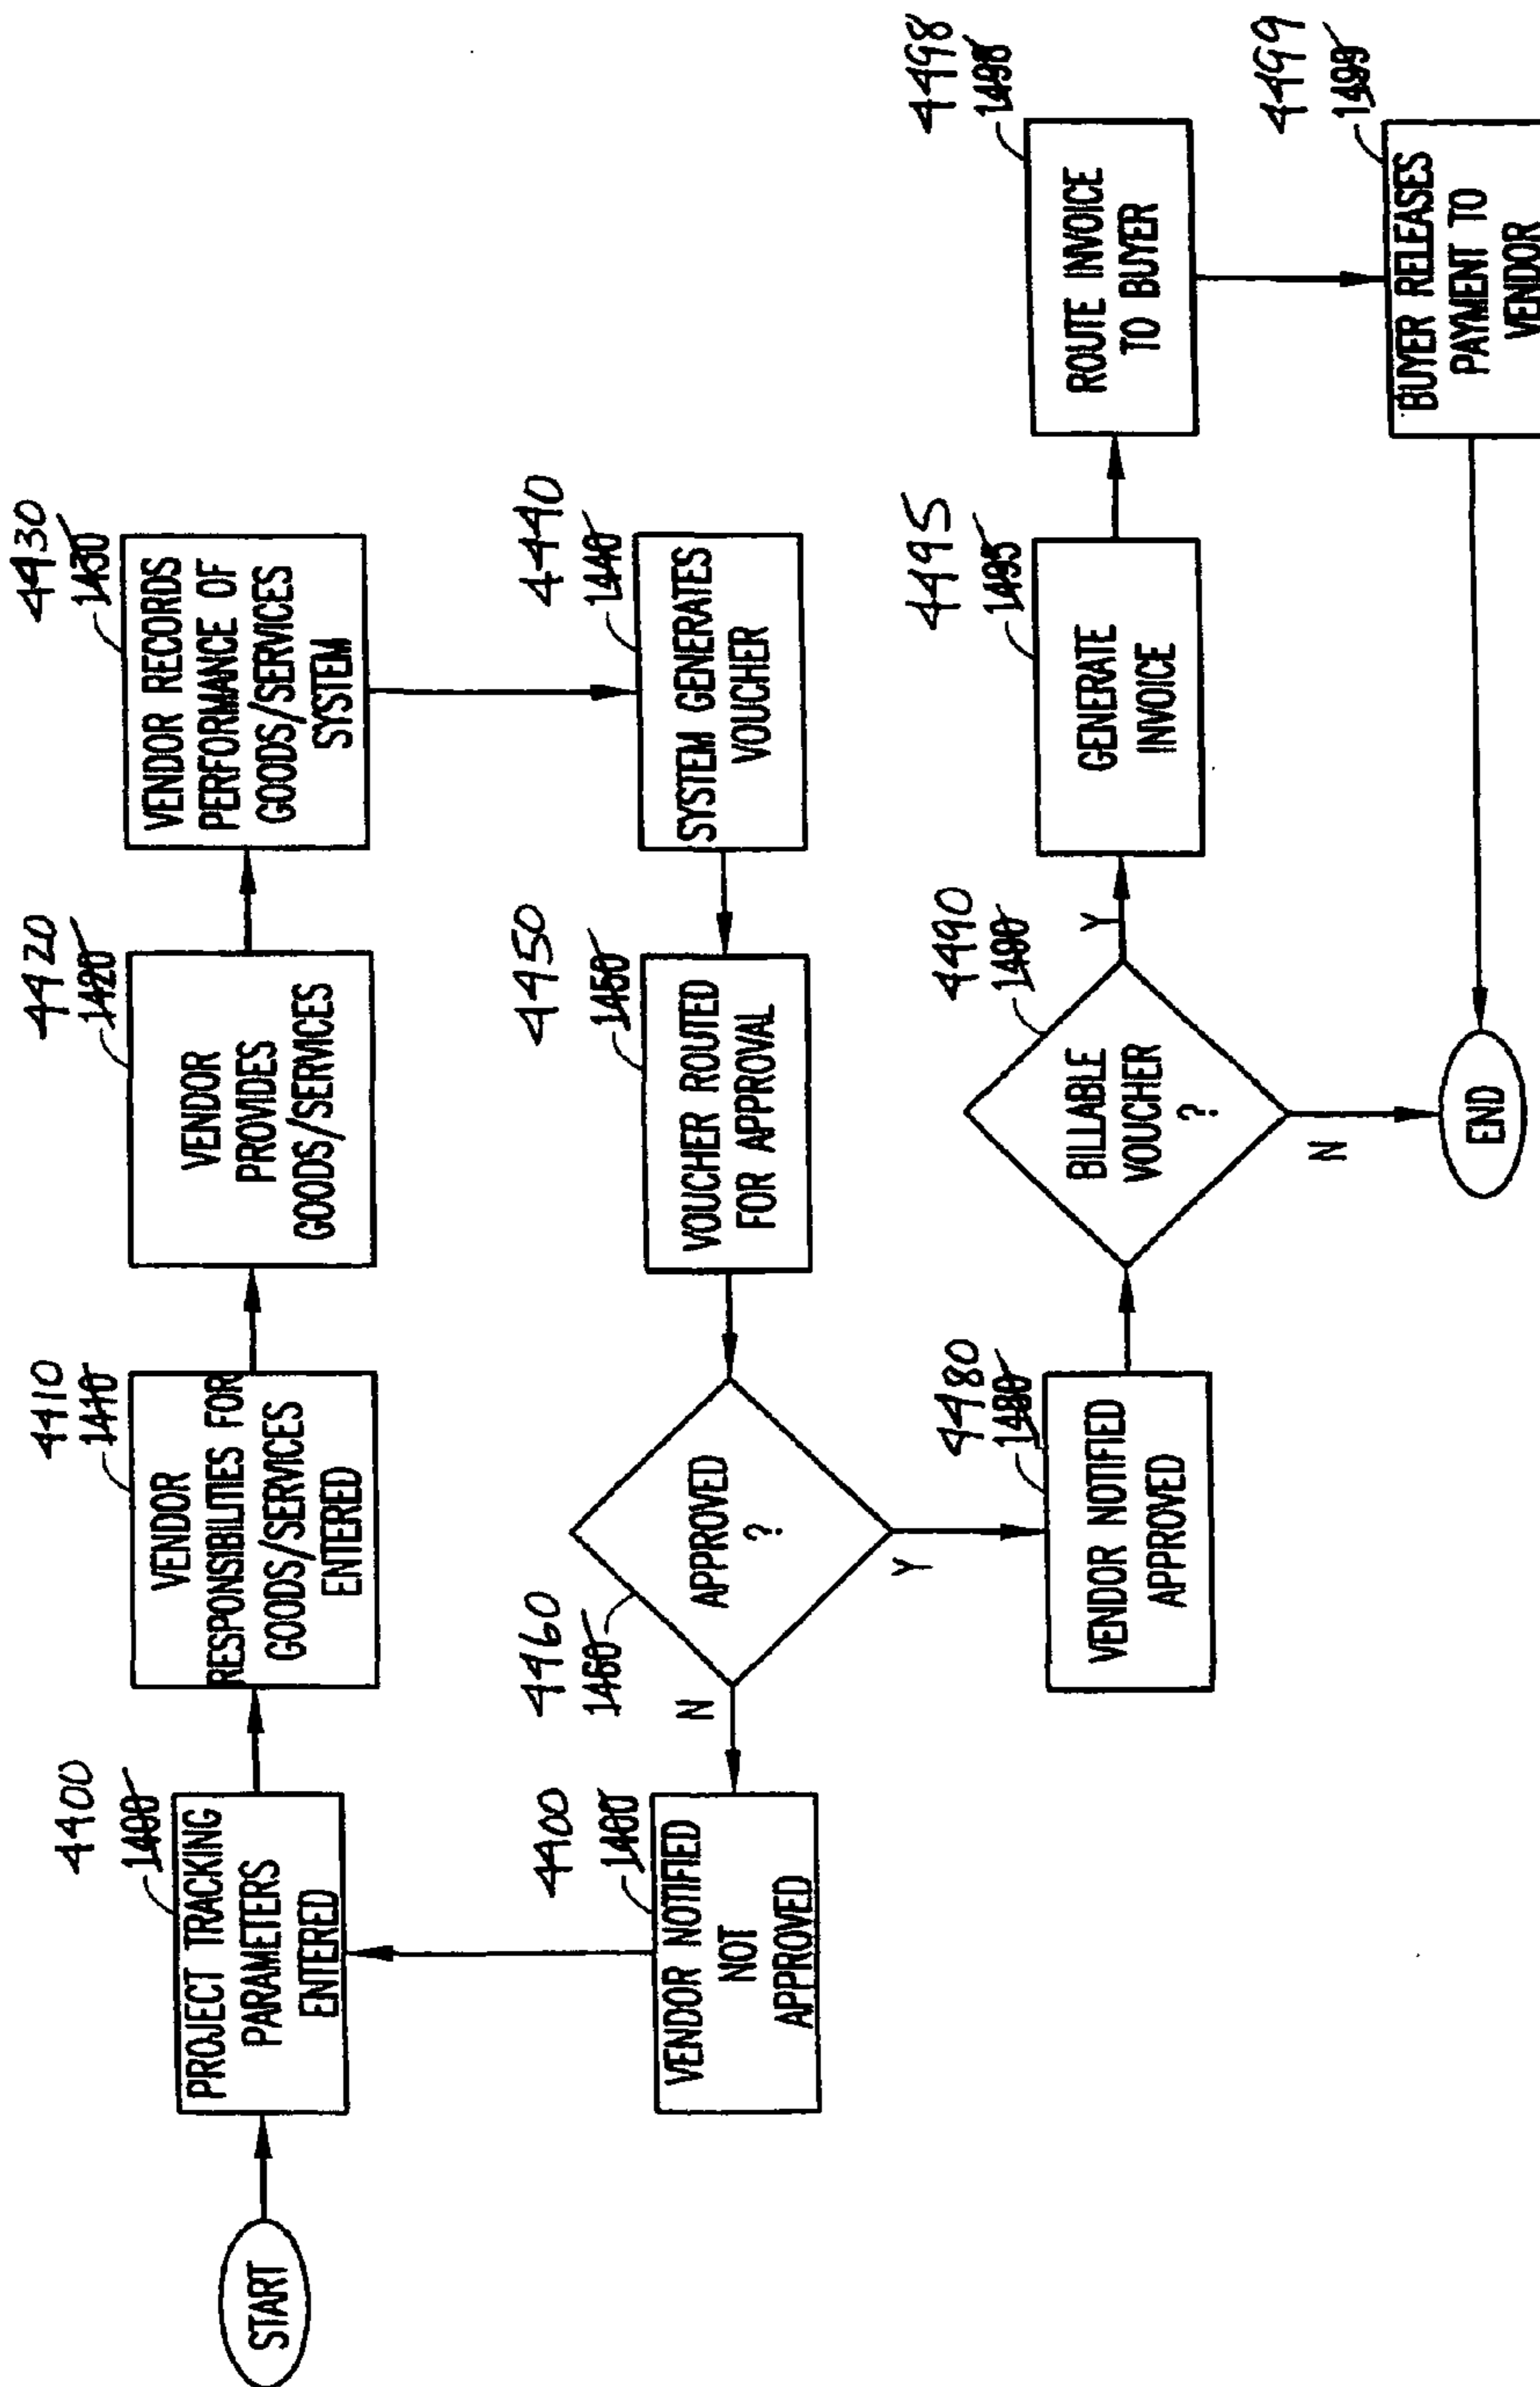 START
4400
1400
PROJECT TRACKING
PARAMETERS
ENTERED
4410
1410
VENDOR
RESPONSIBILITIES FOR
GOODS/SERVICES
ENTERED
4420
1420
VENDOR
PROVIDES
GOODS/SERVICES
4430
1430
VENDOR RECORDS
PERFORMANCE OF
GOODS/SERVICES
SYSTEM
4440
1440
SYSTEM GENERATES
VOUCHER
4450
1450
VOUCHER ROUTED
FOR APPROVAL
4460
1460
APPROVED
?
N
Y
4400
1400
VENDOR NOTIFIED
NOT
APPROVED
4480
1480
VENDOR NOTIFIED
APPROVED
4490
1490
BILLABLE
VOUCHER
?
Y
N
4495
1495
GENERATE
INVOICE
4498
1498
ROUTE INVOICE
TO BUYER
4499
1499
BUYER RELEASES
PAYMENT TO
VENDOR
END